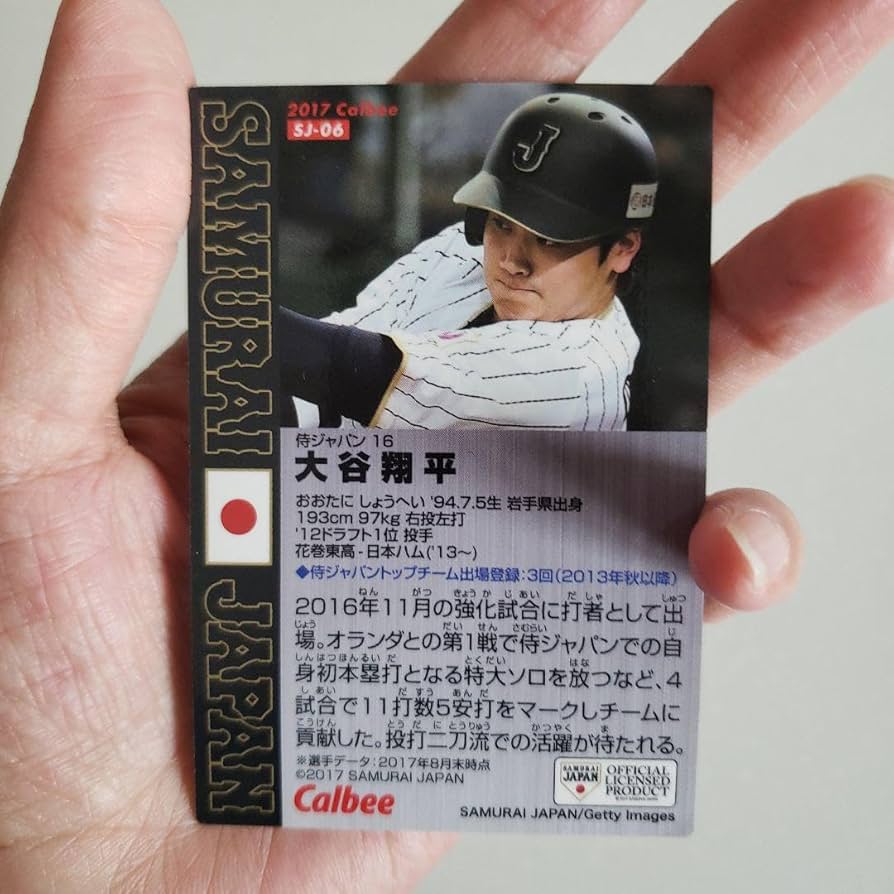 SAMURAI JAPAN
2017 Calbee
SJ-06
J
侍ジャパン 16
大谷翔平
おおたに しょうへい '94.7.5生 岩手県出身
193cm 97kg 右投左打
'12ドラフト1位 投手
花巻東高-日本ハム('13〜)
◆侍ジャパントップチーム出場登録:3回(2013年秋以降)
2016年11月の強化試合に打者として出
場。オランダとの第1戦で侍ジャパンでの自
身初本塁打となる特大ソロを放つなど、4
試合で11打数5安打をマークしチームに
貢献した。投打二刀流での活躍が待たれる。
※選手データ:2017年8月末時点
©2017 SAMURAI JAPAN
Calbee
SAMURAI
JAPAN
OFFICIAL
LICENSED
PRODUCT
SAMURAI JAPAN/Getty Images